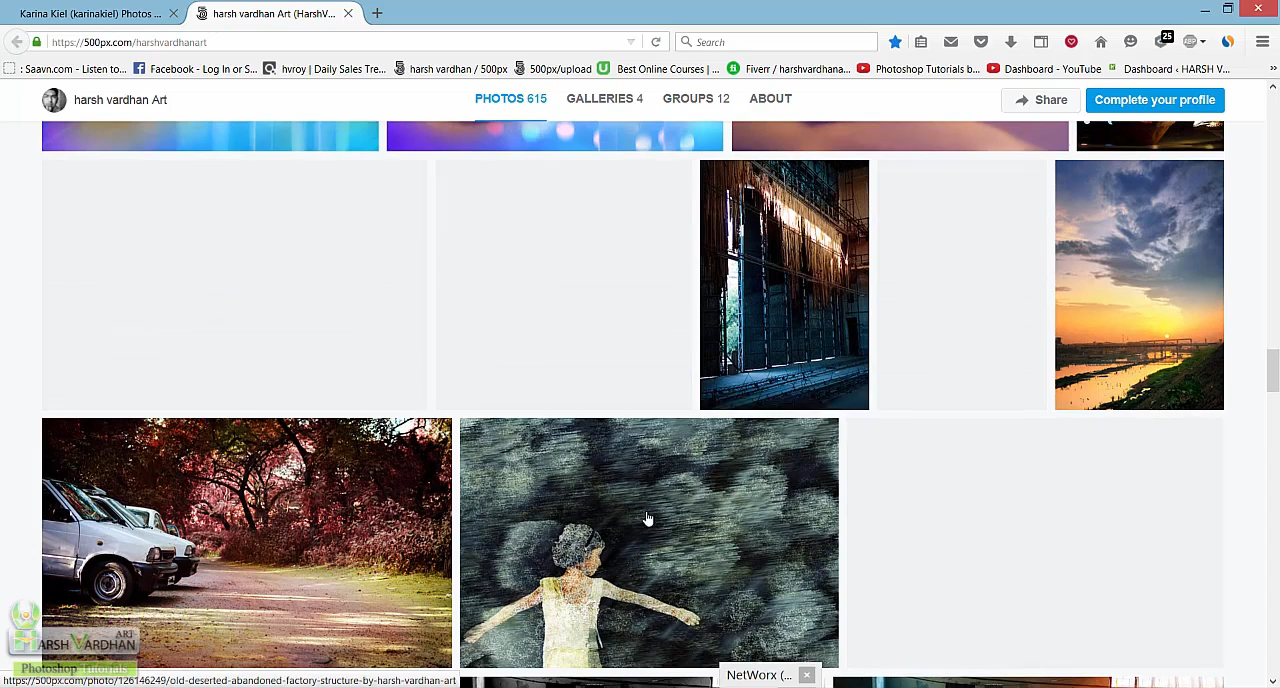 Karina Kiel (karinakiel) Photos ...
harsh vardhan Art (HarshV...
https://500px.com/harshvardhanart
Search
25
ABP
: Saavn.com - Listen to...
Facebook - Log In or S...
hvroy | Daily Sales Tre...
harsh vardhan / 500px
500px/upload
Best Online Courses | ...
Fiverr / harshvardhana...
Photoshop Tutorials b...
Dashboard - YouTube
Dashboard ‹ HARSH V...
harsh vardhan Art
PHOTOS 615
GALLERIES 4
GROUPS 12
ABOUT
Share
Complete your profile
ART
HARSH VARDHAN
Photoshop Tutorials
NetWorx (...
https://500px.com/photo/126146249/old-deserted-abandoned-factory-structure-by-harsh-vardhan-art